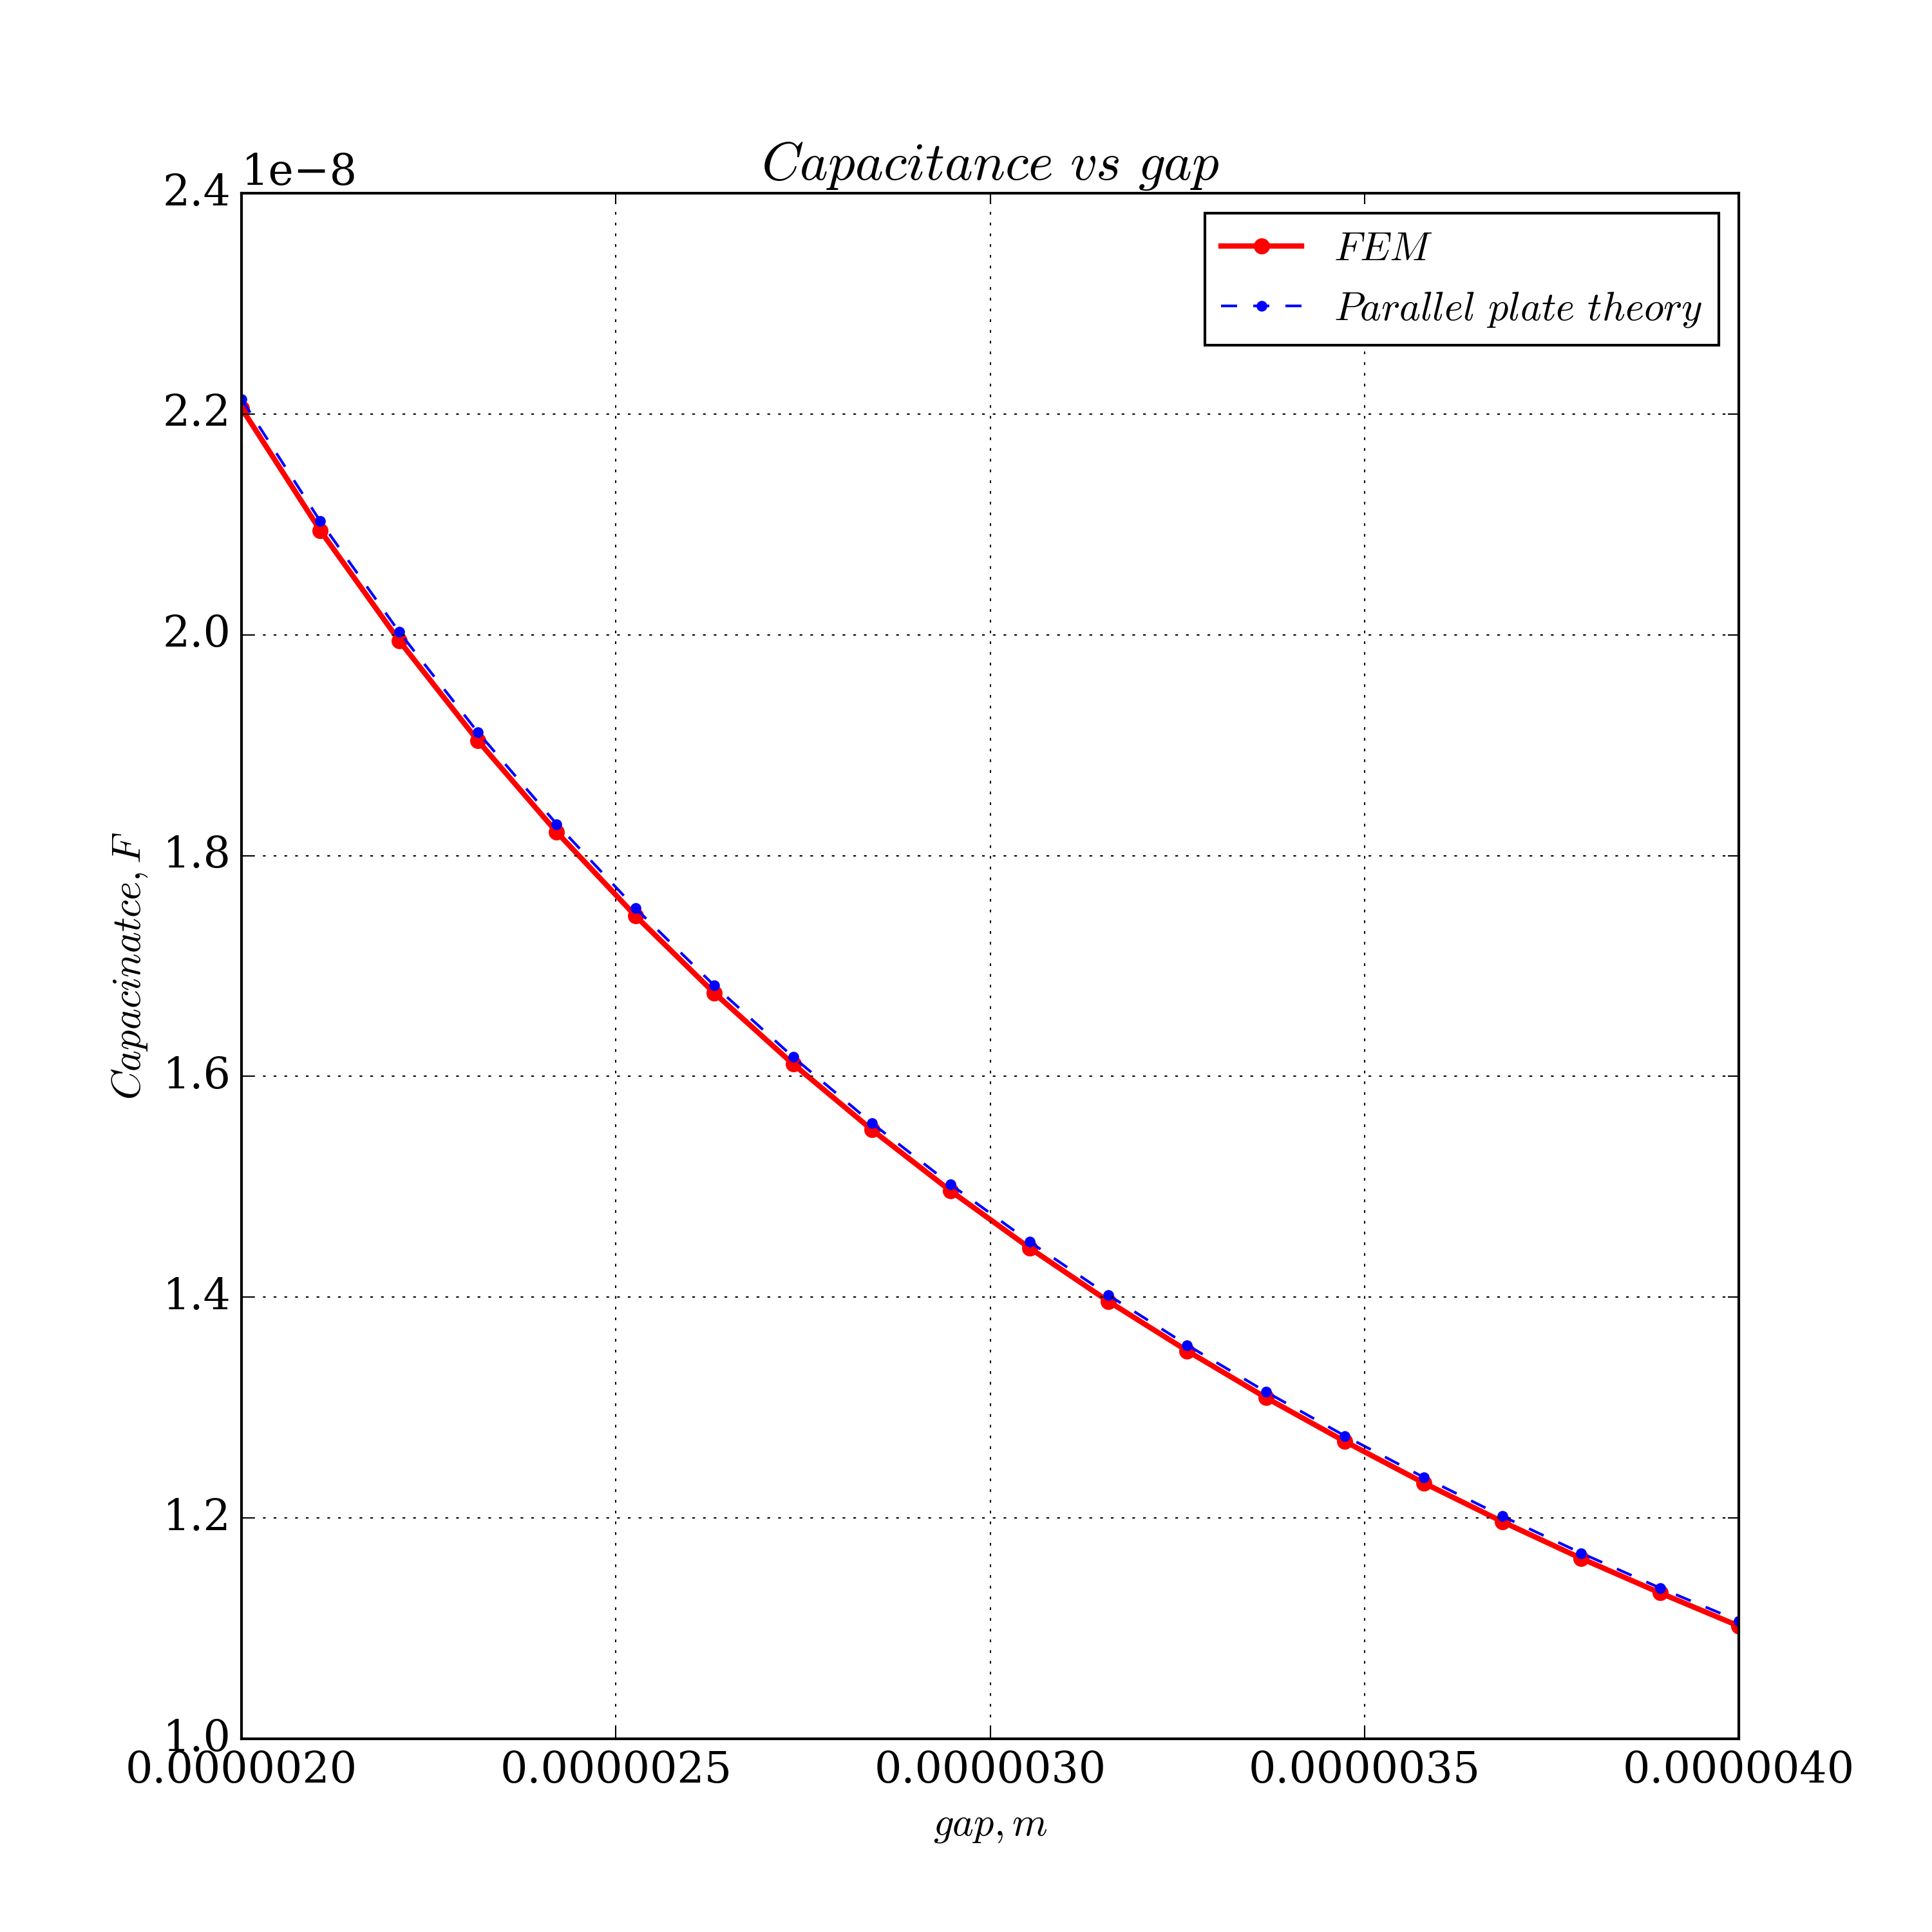 Capacitance vs gap
1e−8
FEM
Parallel plate theory
2.4
2.2
2.0
1.8
1.6
1.4
1.2
1.0
Capacinatce, F
0.0000020 0.0000025 0.0000030 0.0000035 0.0000040
gap, m